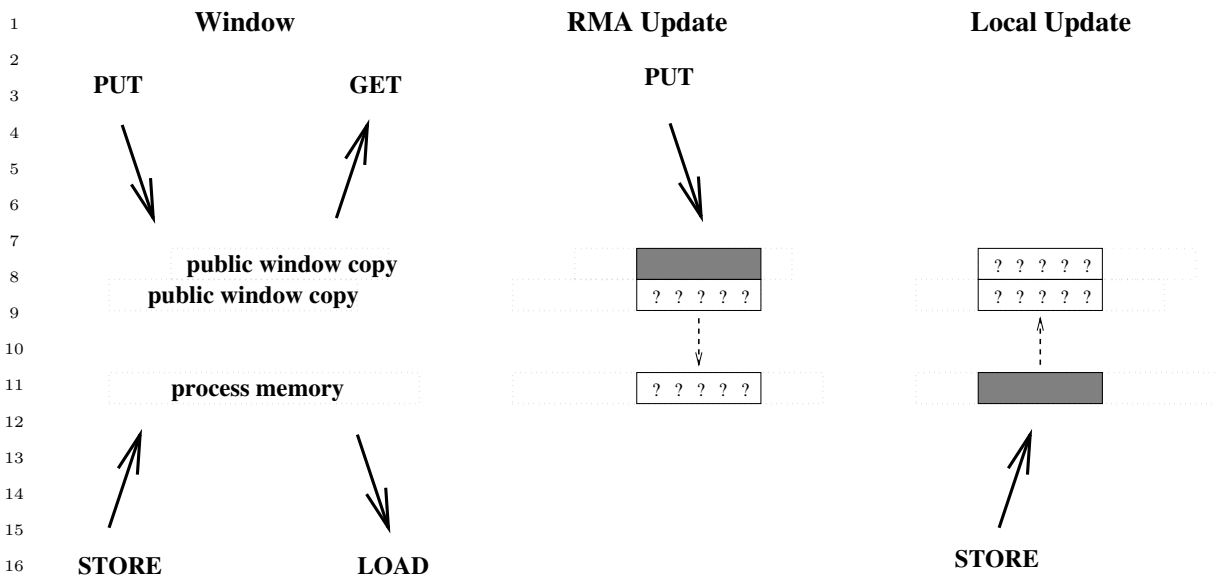 1 Window RMA Update Local Update
2
PUT GET PUT
3
4
5
6
7
public window copy ? ? ? ? ?
8
public window copy ? ? ? ? ? ? ? ? ? ?
9
10
11 process memory ? ? ? ? ?
12
13
14
15
16 STORE LOAD STORE